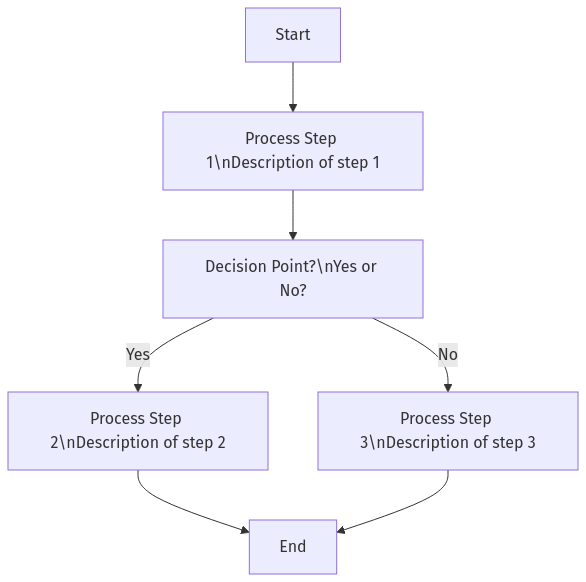 Start
Process Step
1\nDescription of step 1
Decision Point?\nYes or
No?
Yes
No
Process Step
2\nDescription of step 2
Process Step
3\nDescription of step 3
End